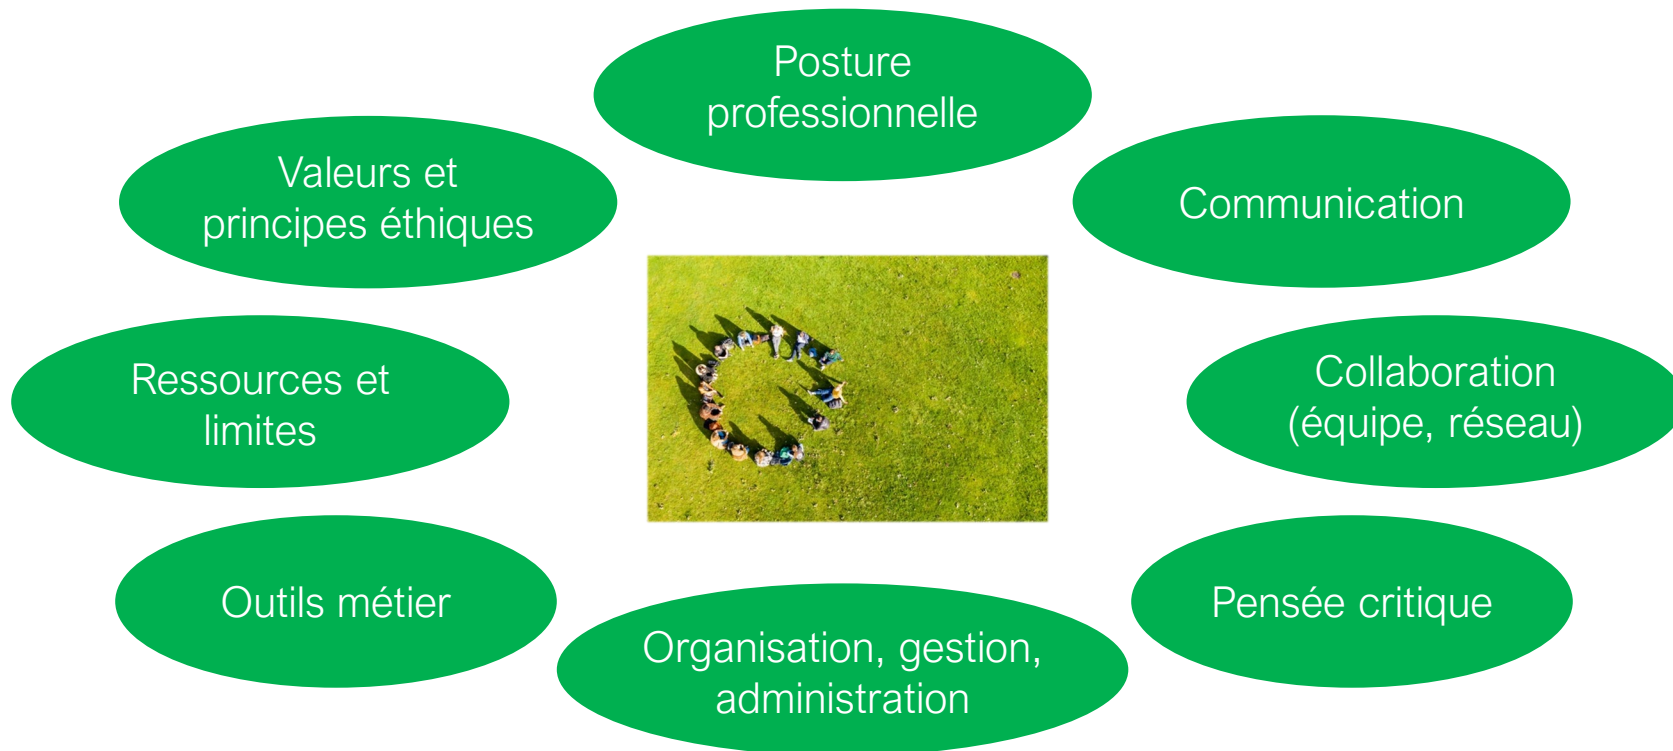 Posture
professionnelle
Valeurs et
principes éthiques
Communication
Ressources et
limites
Collaboration
(équipe, réseau)
Outils métier
Pensée critique
Organisation, gestion,
administration